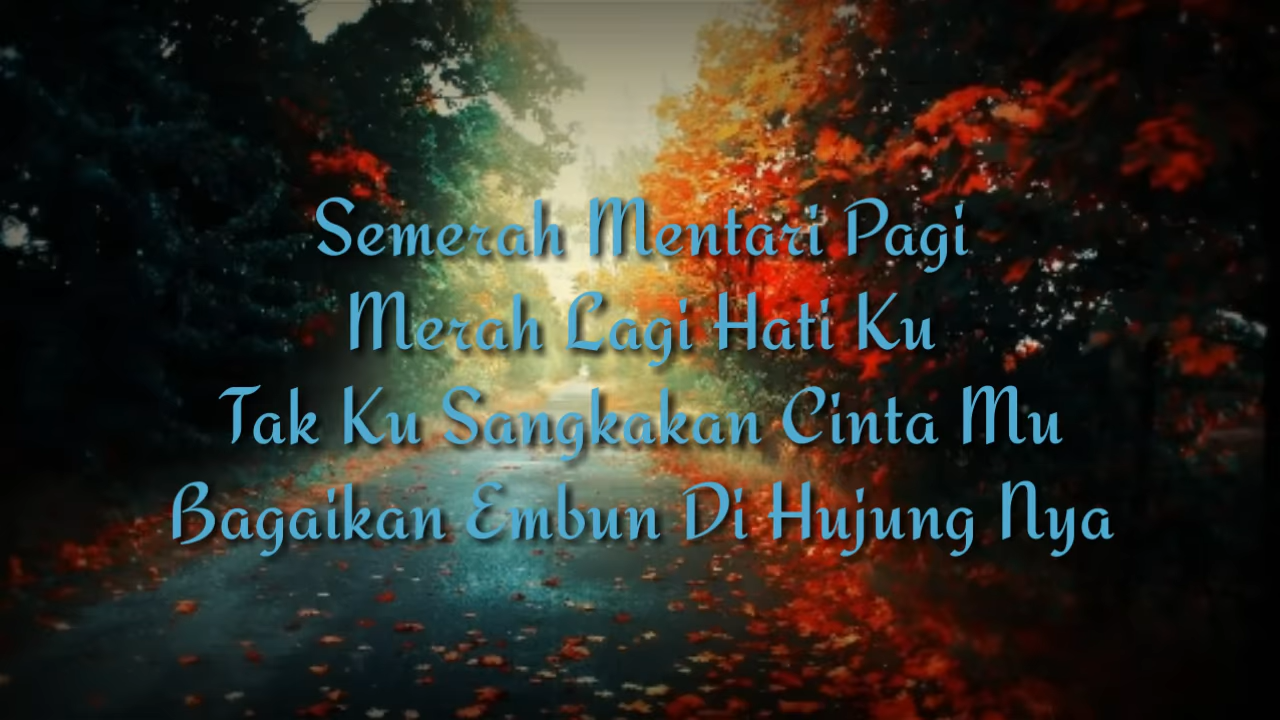 Semerah Mentari Pagi
Merah Lagi Hati Ku
Tak Ku Sangkakan Cinta Mu
Bagaikan Embun Di Hujung Nya